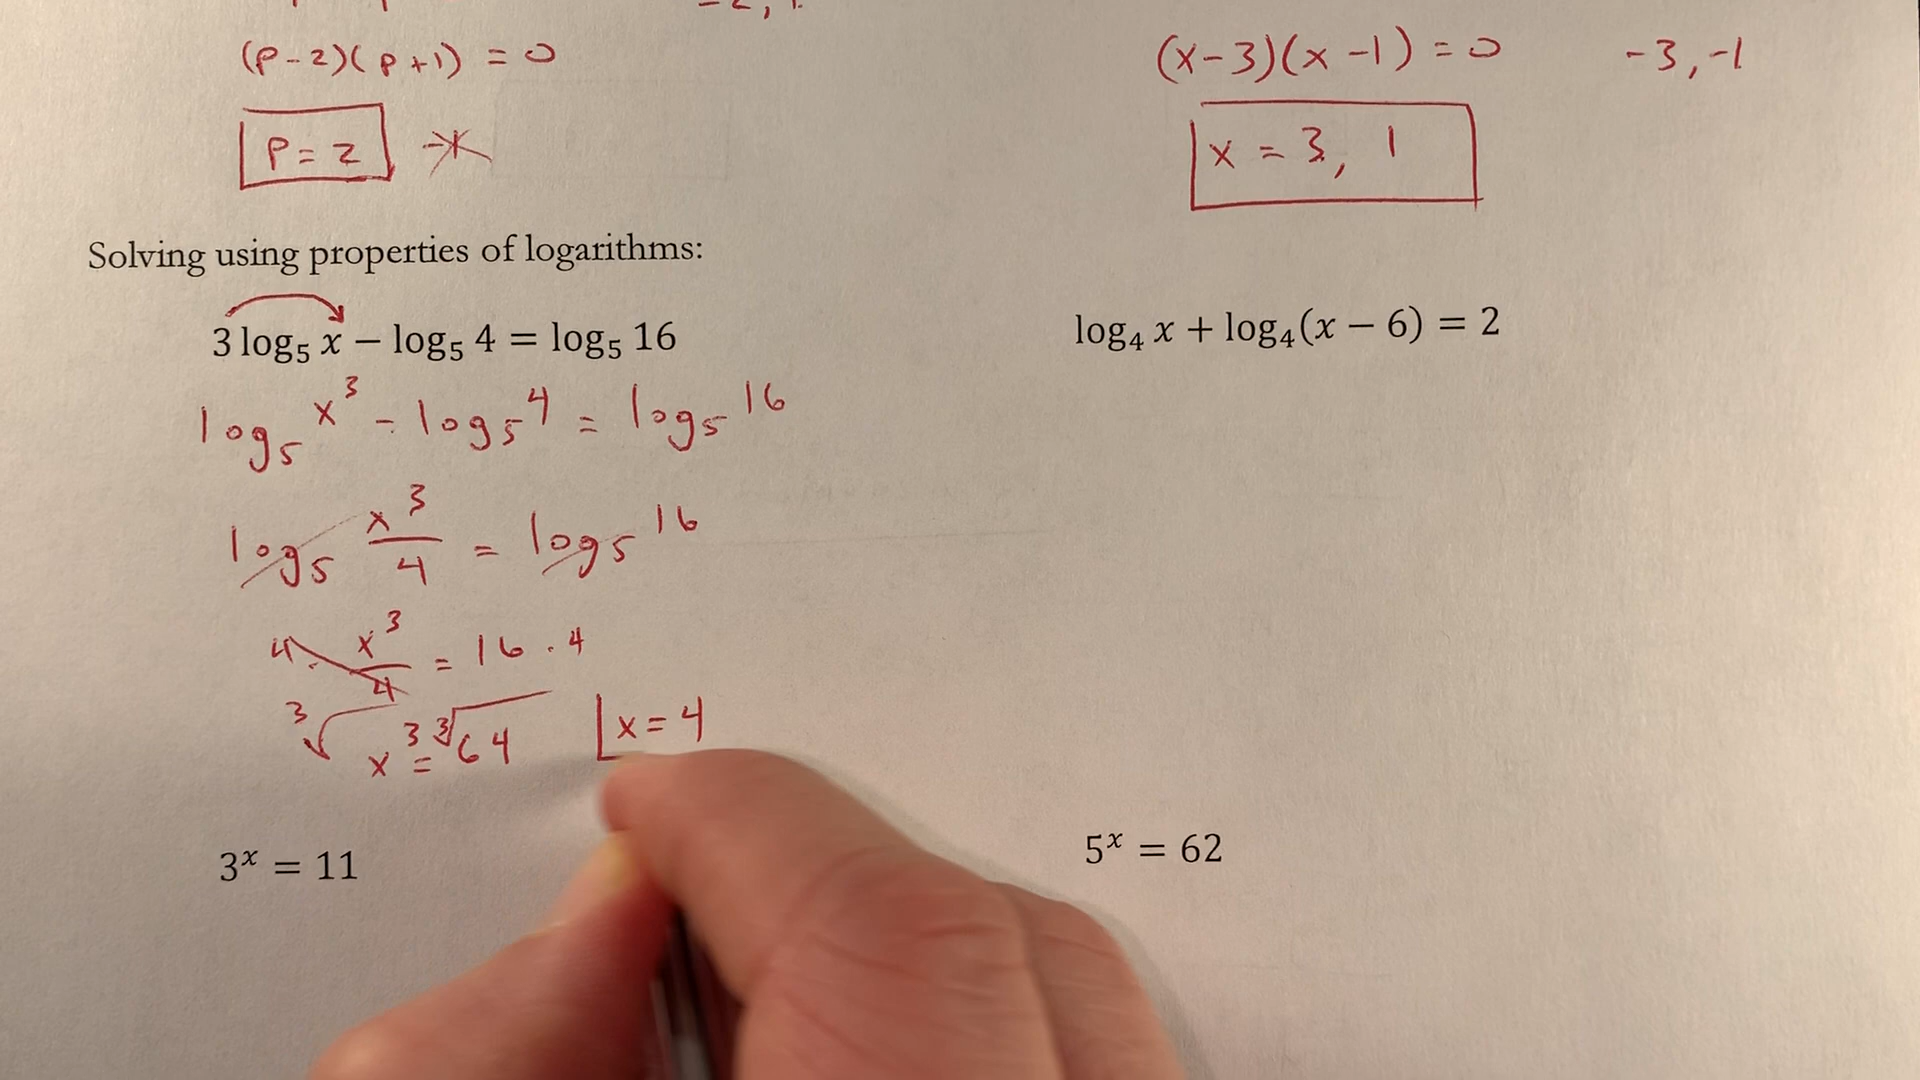 (p-2)(p+1) = 0
p = 2
(x-3)(x-1) = 0 -3, -1
x = 3, 1
Solving using properties of logarithms:
3 log₅ x − log₅ 4 = log₅ 16
log₅ x³ - log₅ 4 = log₅ 16
log₅ x³/4 = log₅ 16
4 · x³/4 = 16 · 4
∛x³ = ∛64 x = 4
log₄ x + log₄(x − 6) = 2
3ˣ = 11
5ˣ = 62